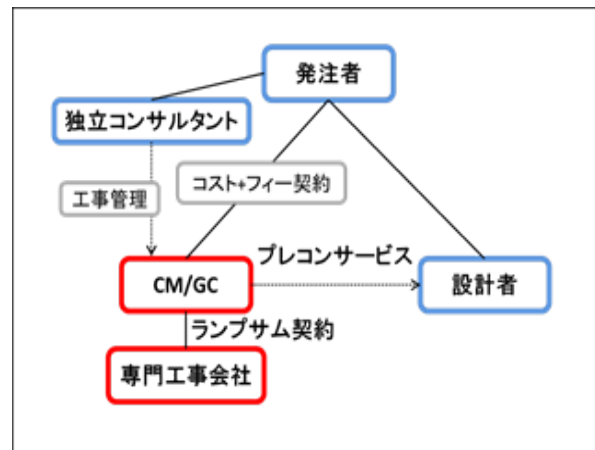 発注者
独立コンサルタント
コスト+フィー契約
工事管理
プレコンサービス
CM/GC
設計者
ランプサム契約
専門工事会社